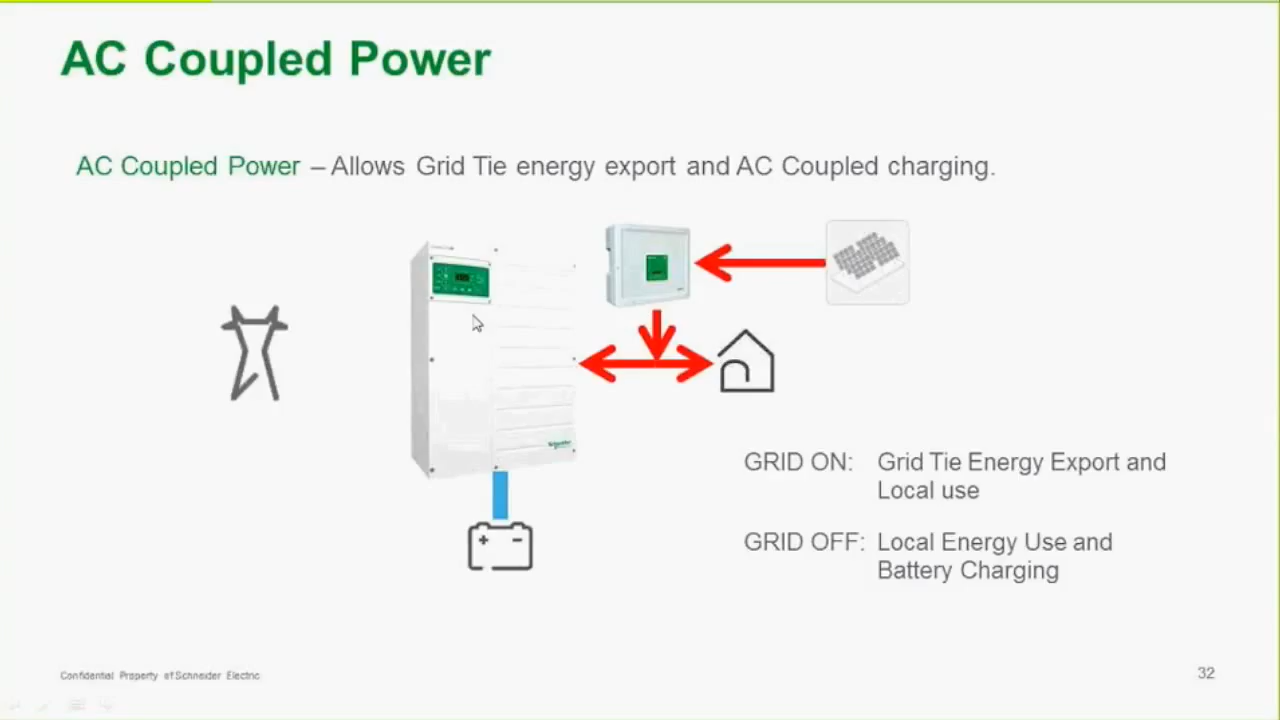 AC Coupled Power
AC Coupled Power – Allows Grid Tie energy export and AC Coupled charging.
Schneider
GRID ON: Grid Tie Energy Export and
Local use
GRID OFF: Local Energy Use and
Battery Charging
Confidential Property of Schneider Electric
32